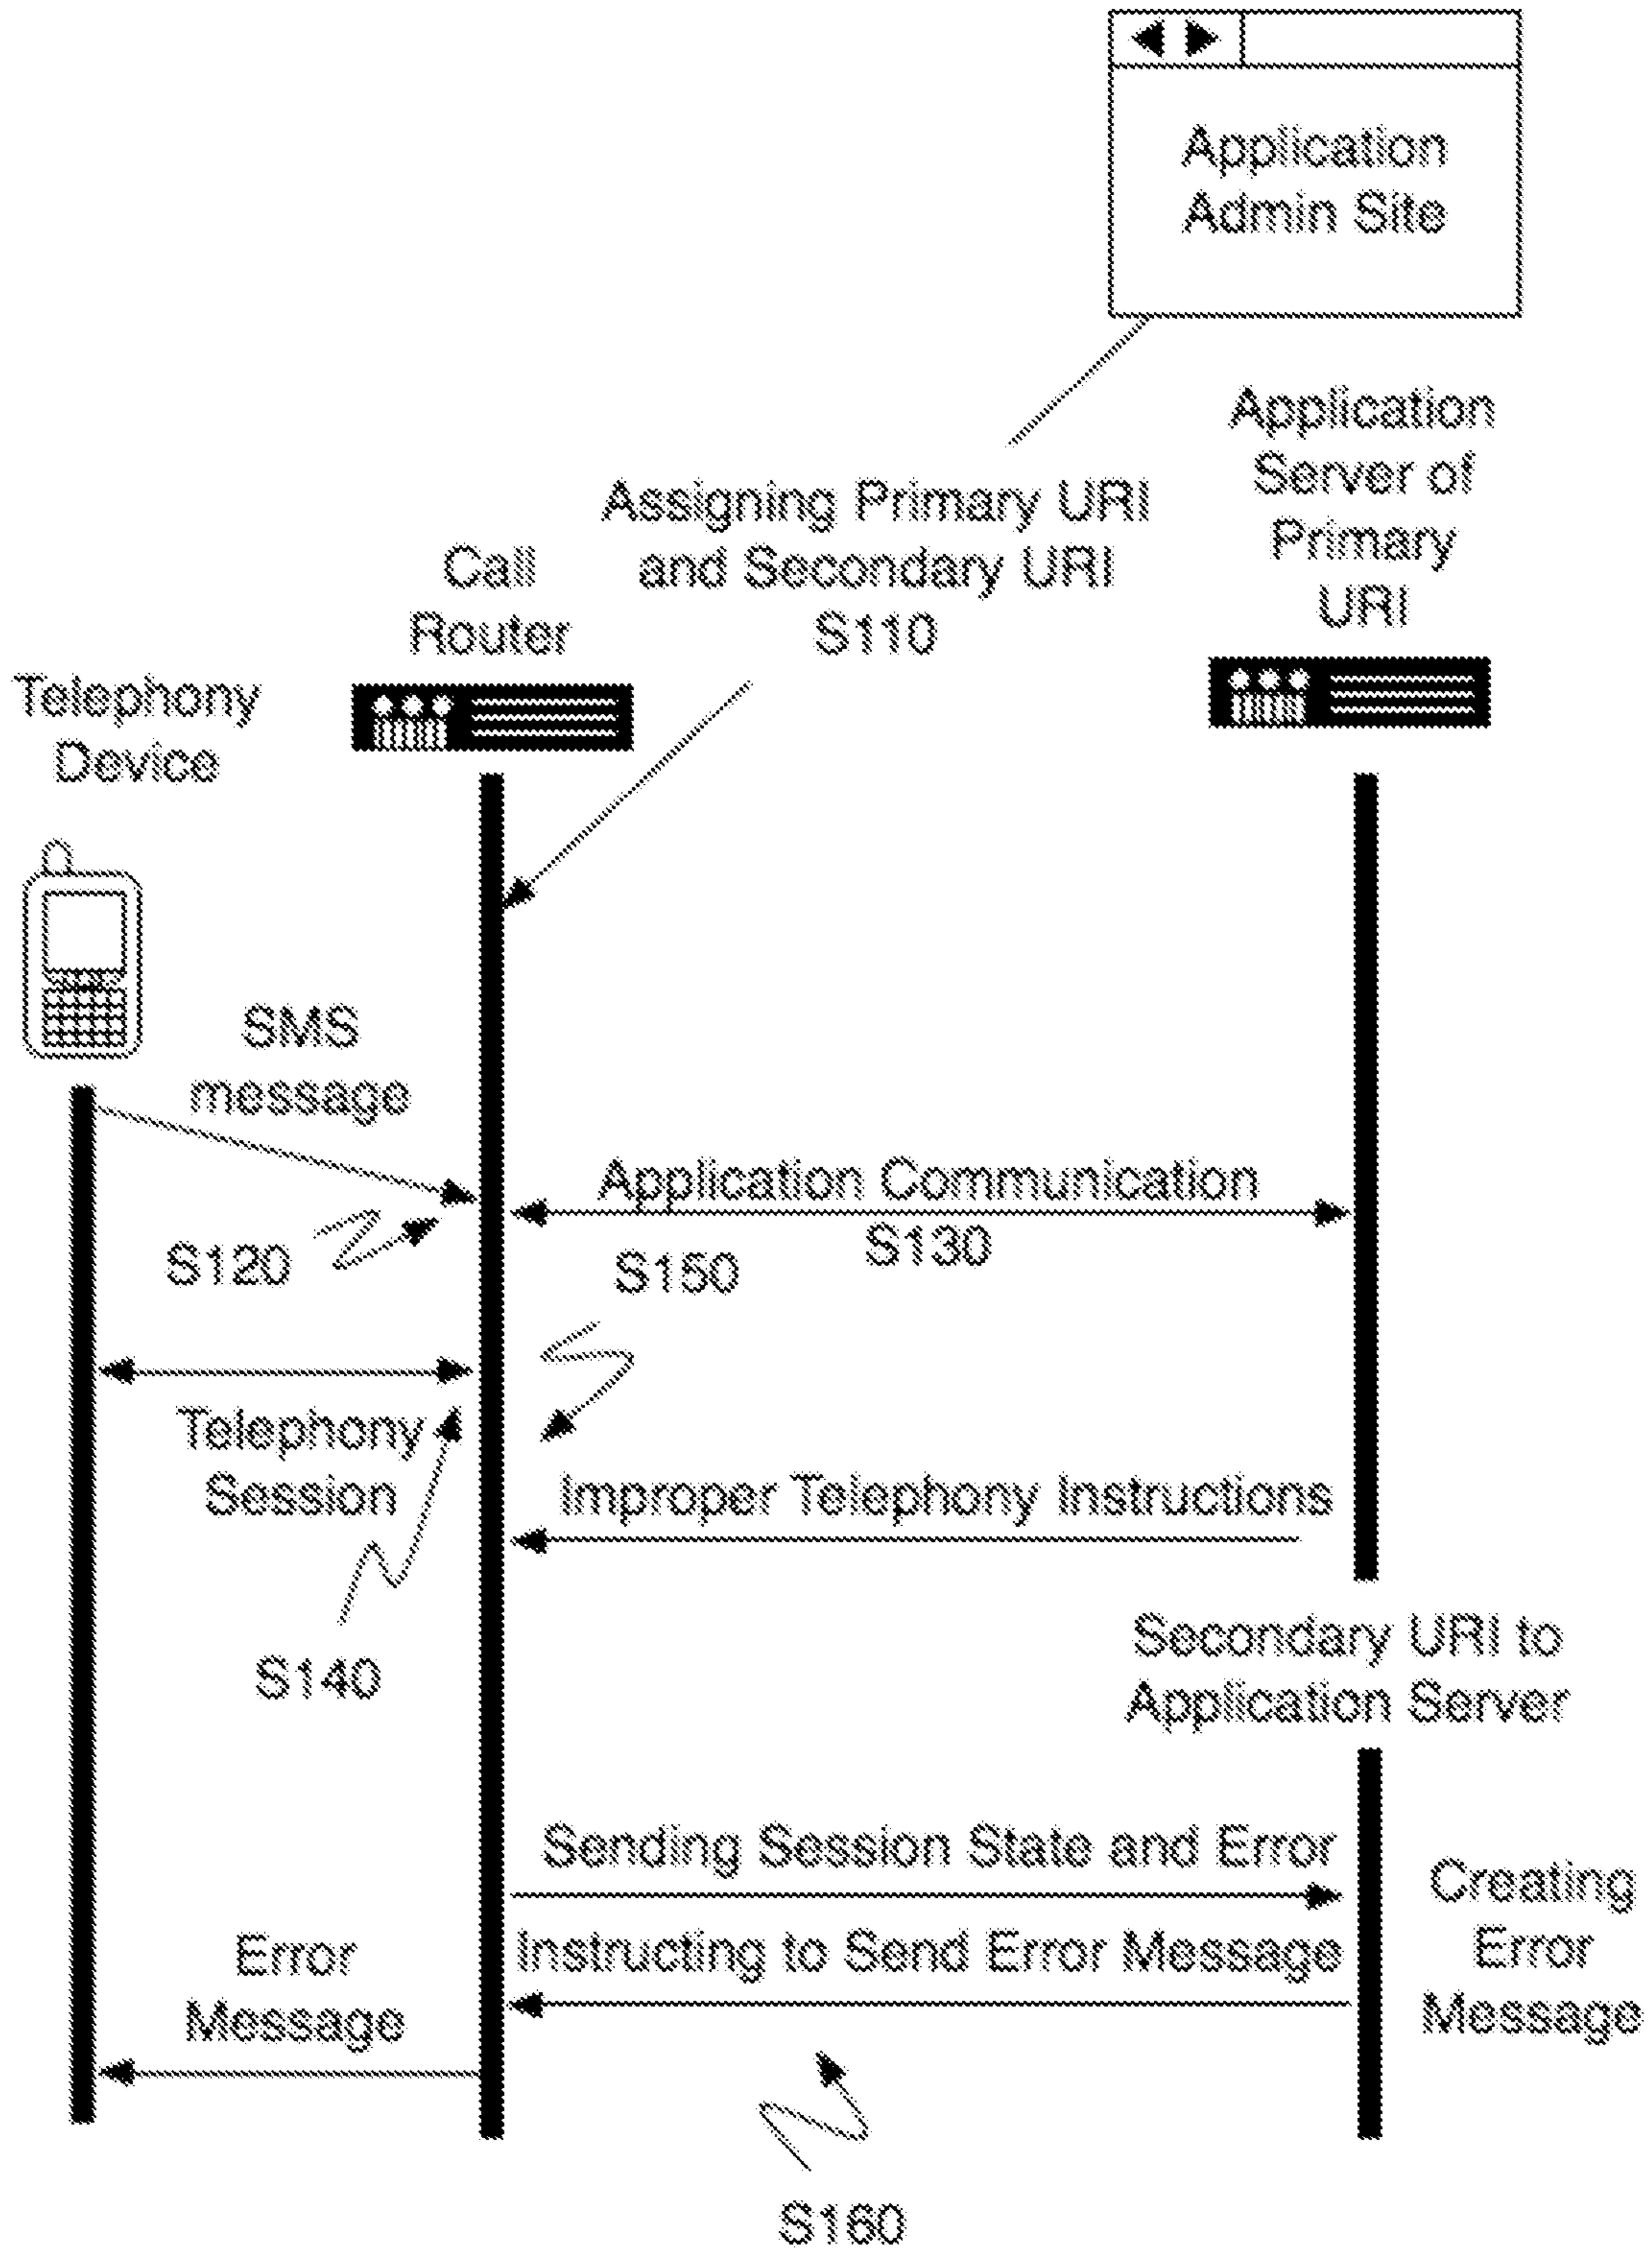 Application
Admin Site
Application
Server of
Primary
URI
Assigning Primary URI
and Secondary URI
S110
Call
Router
Telephony
Device
SMS
message
Application Communication
S130
S120
S150
Telephony
Session
Improper Telephony Instructions
S140
Secondary URI to
Application Server
Sending Session State and Error
Creating
Error
Message
Instructing to Send Error Message
Error
Message
S160